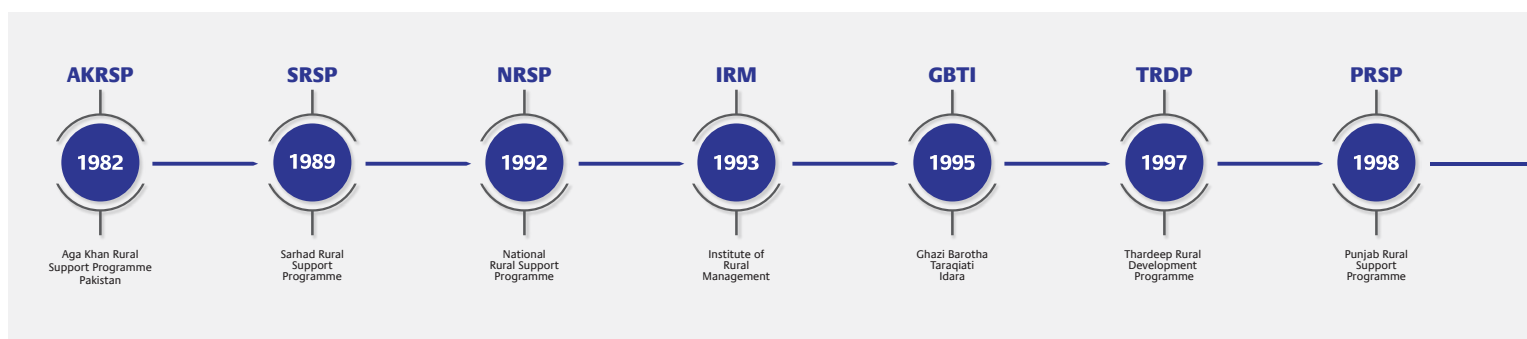 AKRSP
1982
Aga Khan Rural
Support Programme
Pakistan
SRSP
1989
Sarhad Rural
Support
Programme
NRSP
1992
National
Rural Support
Programme
IRM
1993
Institute of
Rural
Management
GBTI
1995
Ghazi Barotha
Taraqiati
Idara
TRDP
1997
Thardeep Rural
Development
Programme
PRSP
1998
Punjab Rural
Support
Programme